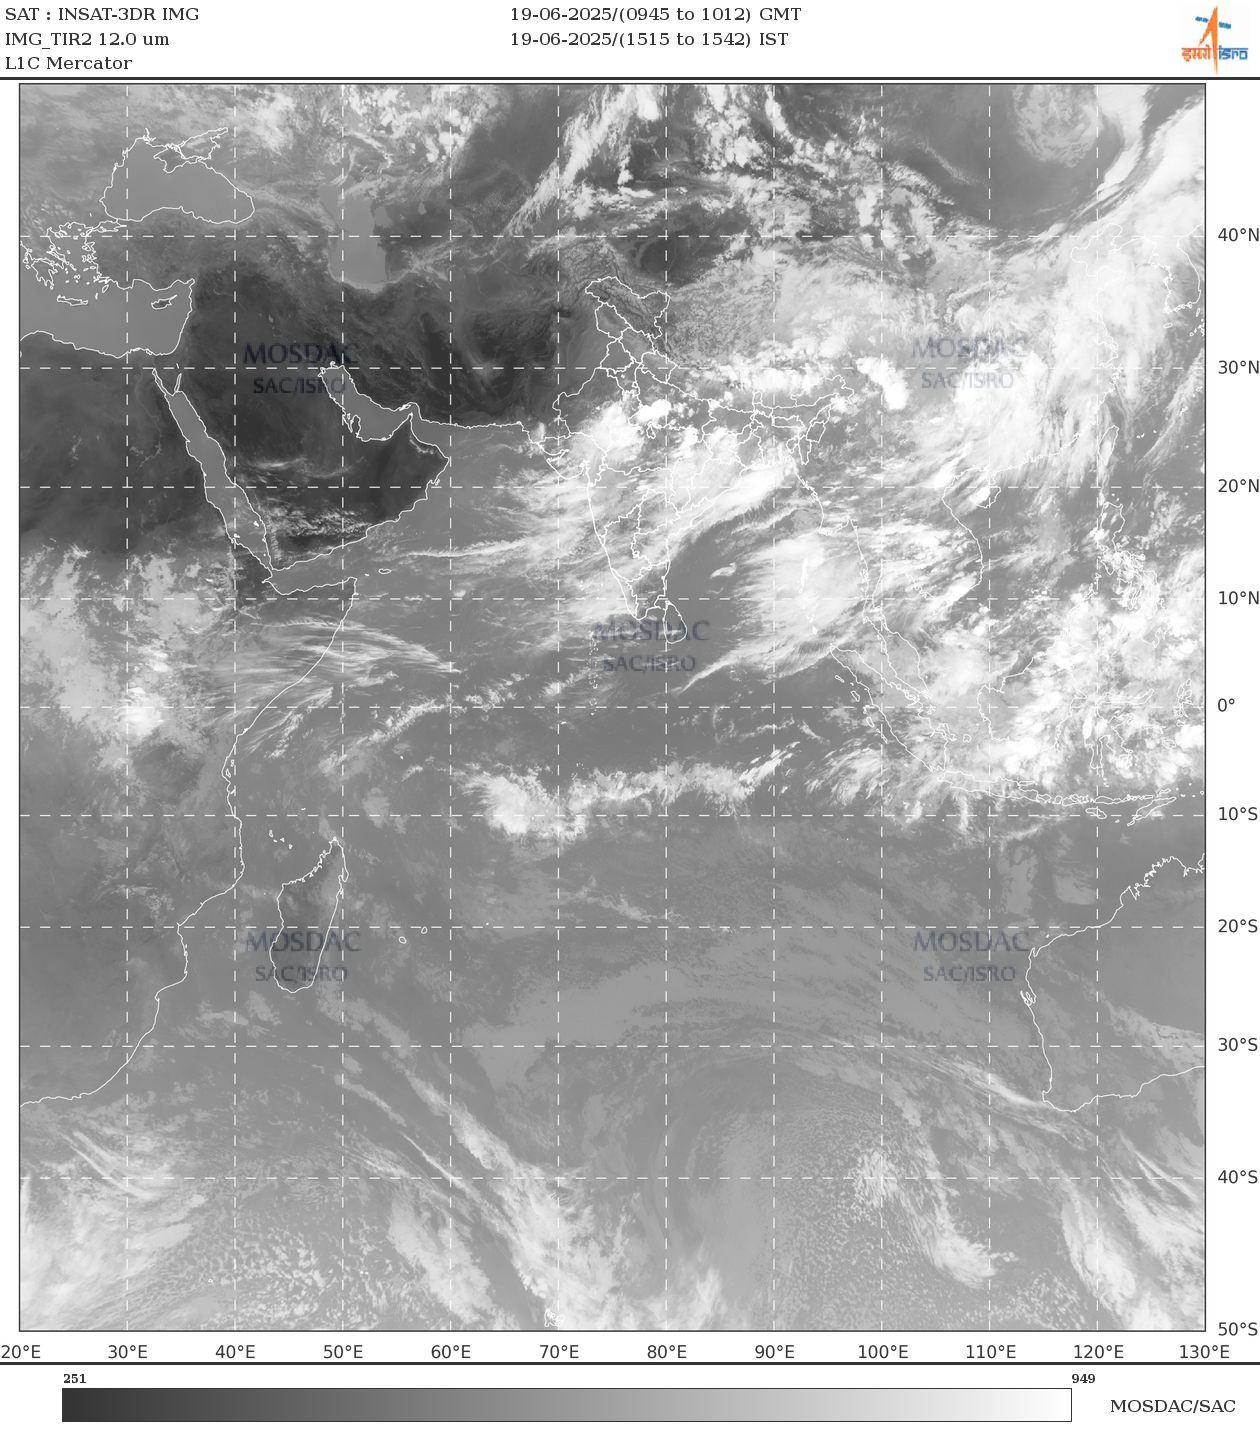 SAT : INSAT-3DR IMG
19-06-2025/(0945 to 1012) GMT
IMG_TIR2 12.0 um
19-06-2025/(1515 to 1542) IST
L1C Mercator
इसरो isro
40°N
MOSDAC
SAC/ISRO
MOSDAC
SAC/ISRO
30°N
20°N
10°N
MOSDAC
SAC/ISRO
0°
10°S
20°S
MOSDAC
SAC/ISRO
MOSDAC
SAC/ISRO
30°S
40°S
50°S
20°E 30°E 40°E 50°E 60°E 70°E 80°E 90°E 100°E 110°E 120°E 130°E
251
949
MOSDAC/SAC